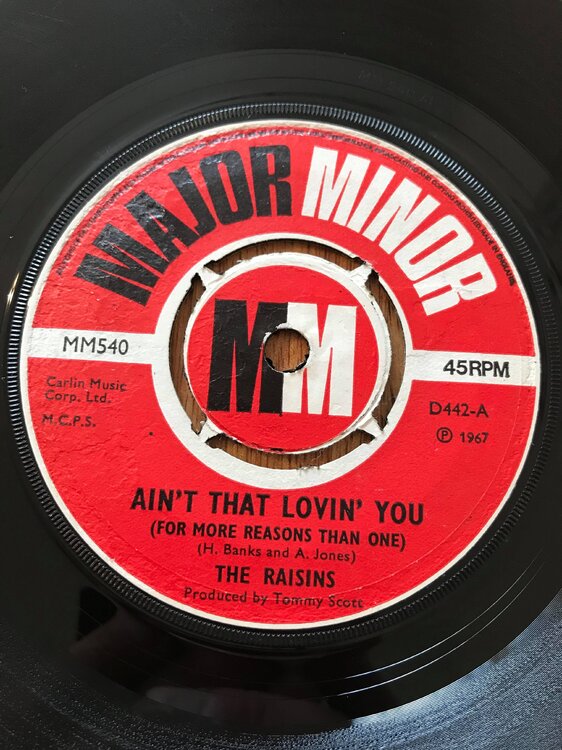 MAJOR MINOR
MM
MM540
45RPM
Carlin Music
Corp. Ltd.
M.C.P.S.
D442-A
Ⓟ 1967
AIN'T THAT LOVIN' YOU
(FOR MORE REASONS THAN ONE)
(H. Banks and A. Jones)
THE RAISINS
Produced by Tommy Scott